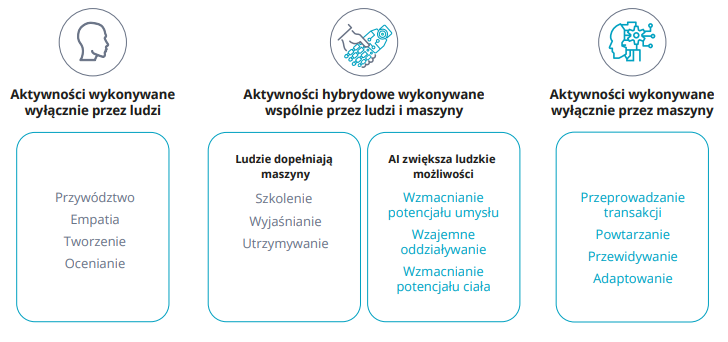 Aktywności wykonywane
wyłącznie przez ludzi
Przywództwo
Empatia
Tworzenie
Ocenianie
Aktywności hybrydowe wykonywane
wspólnie przez ludzi i maszyny
Ludzie dopełniają
maszyny
Szkolenie
Wyjaśnianie
Utrzymywanie
AI zwiększa ludzkie
możliwości
Wzmacnianie
potencjału umysłu
Wzajemne
oddziaływanie
Wzmacnianie
potencjału ciała
Aktywności wykonywane
wyłącznie przez maszyny
Przeprowadzanie
transakcji
Powtarzanie
Przewidywanie
Adaptowanie